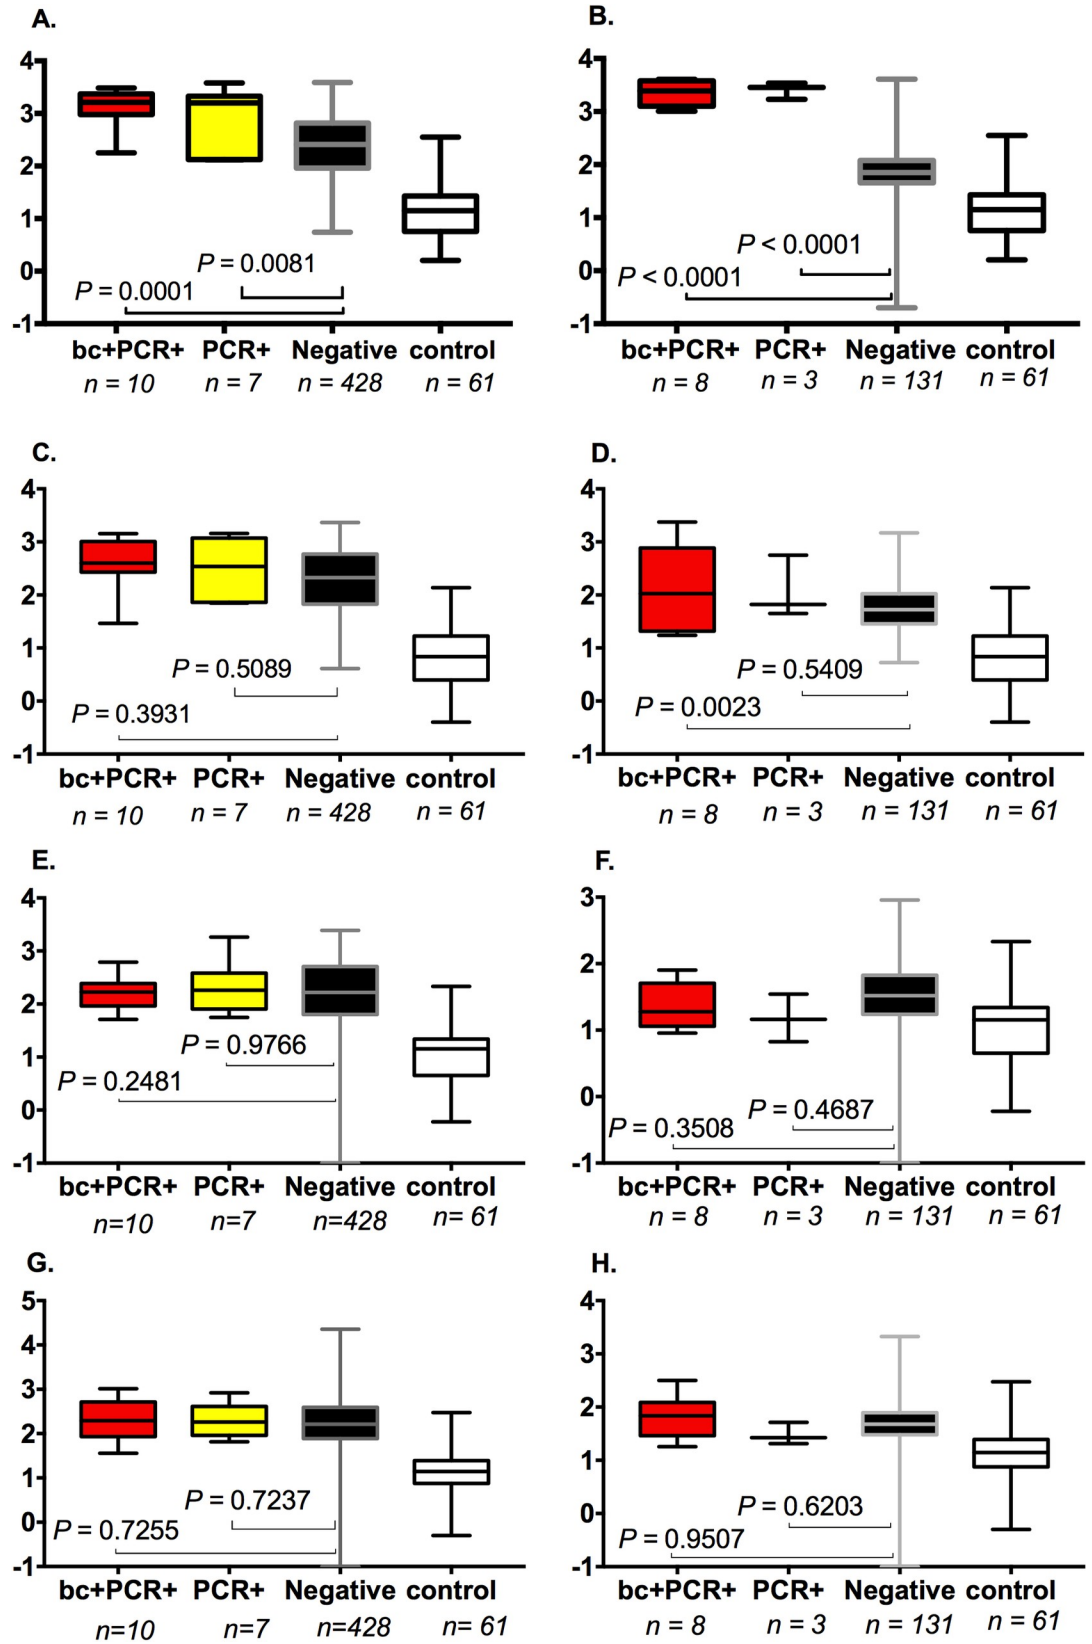 A.
4
3
2
1
0
-1
P = 0.0081
P = 0.0001
bc+PCR+ PCR+ Negative control
n = 10 n = 7 n = 428 n = 61
B.
4
3
2
1
0
-1
P < 0.0001
P < 0.0001
bc+PCR+ PCR+ Negative control
n = 8 n = 3 n = 131 n = 61
C.
4
3
2
1
0
-1
P = 0.5089
P = 0.3931
bc+PCR+ PCR+ Negative control
n = 10 n = 7 n = 428 n = 61
D.
4
3
2
1
0
-1
P = 0.5409
P = 0.0023
bc+PCR+ PCR+ Negative control
n = 8 n = 3 n = 131 n = 61
E.
4
3
2
1
0
-1
P = 0.9766
P = 0.2481
bc+PCR+ PCR+ Negative control
n=10 n=7 n=428 n= 61
F.
3
2
1
0
-1
P = 0.4687
P = 0.3508
bc+PCR+ PCR+ Negative control
n = 8 n = 3 n = 131 n = 61
G.
5
4
3
2
1
0
-1
P = 0.7237
P = 0.7255
bc+PCR+ PCR+ Negative control
n=10 n=7 n=428 n= 61
H.
4
3
2
1
0
-1
P = 0.6203
P = 0.9507
bc+PCR+ PCR+ Negative control
n = 8 n = 3 n = 131 n = 61